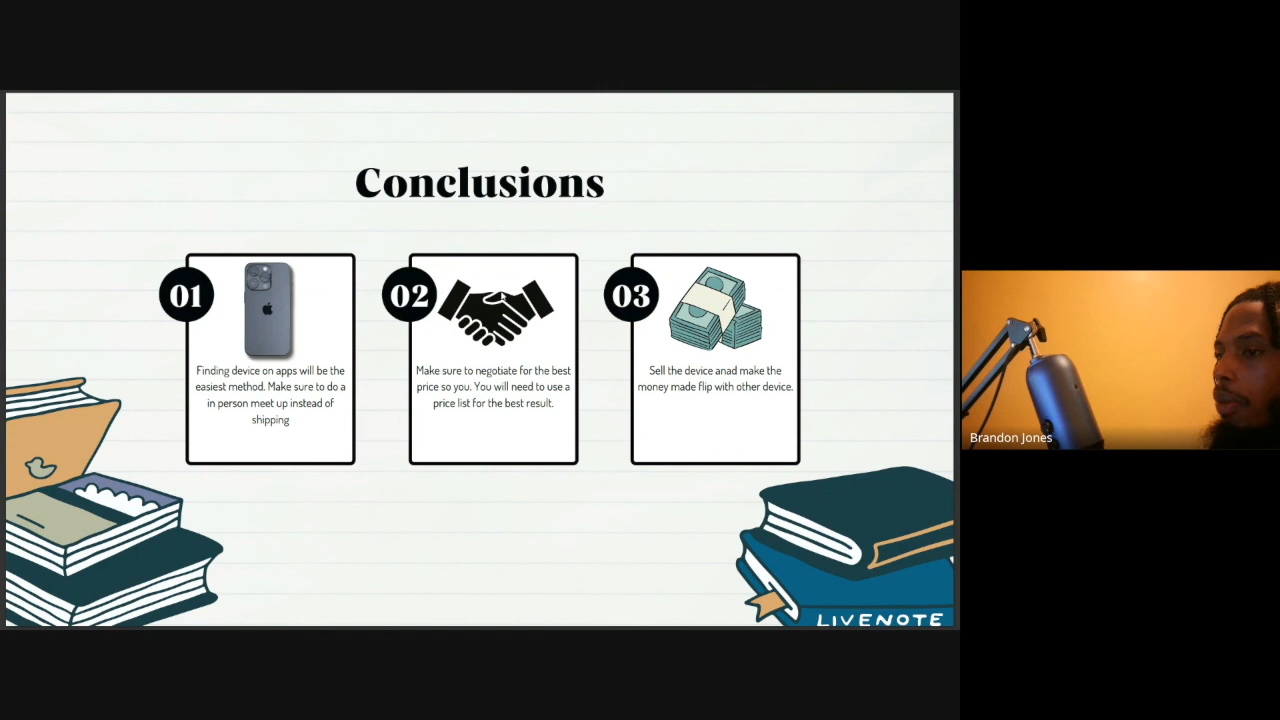 Conclusions
01
Finding device on apps will be the
easiest method. Make sure to do a
in person meet up instead of
shipping
02
Make sure to negotiate for the best
price so you. You will need to use a
price list for the best result.
03
Sell the device anad make the
money made flip with other device.
LIVENOTE
Brandon Jones